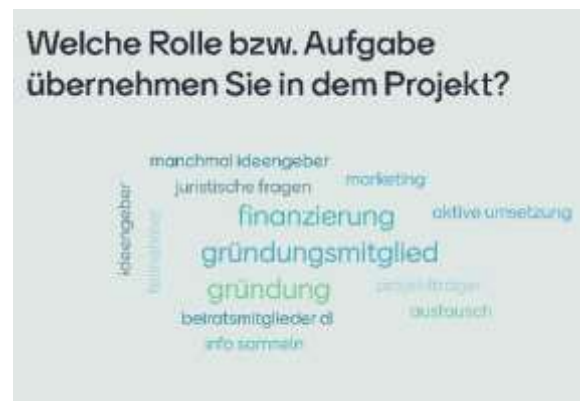 Welche Rolle bzw. Aufgabe
übernehmen Sie in dem Projekt?
manchmal ideengeber
juristische fragen
marketing
ideengeber
finanzierung
aktive umsetzung
gründungsmitglied
gründung
austausch
beiratsmitglieder dl
info sammeln